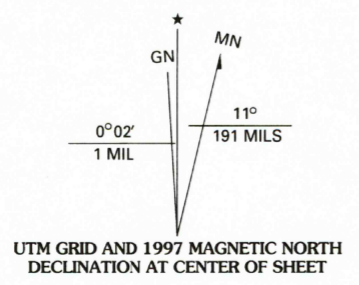 ★
GN
MN
11°
191 MILS
0°02′
1 MIL
UTM GRID AND 1997 MAGNETIC NORTH
DECLINATION AT CENTER OF SHEET